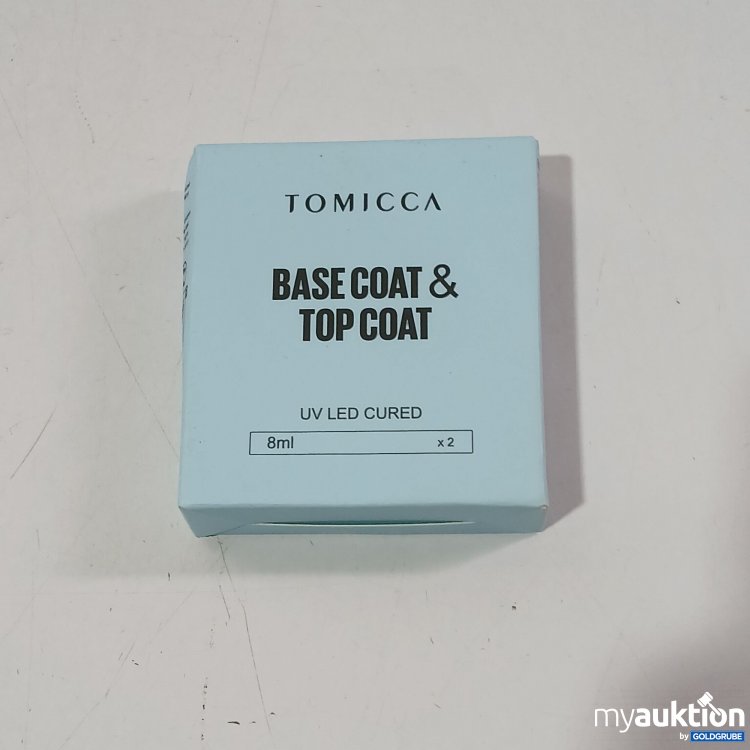 TOMICCA
BASE COAT &
TOP COAT
UV LED CURED
8ml x 2
myauktion
by GOLDGRUBE